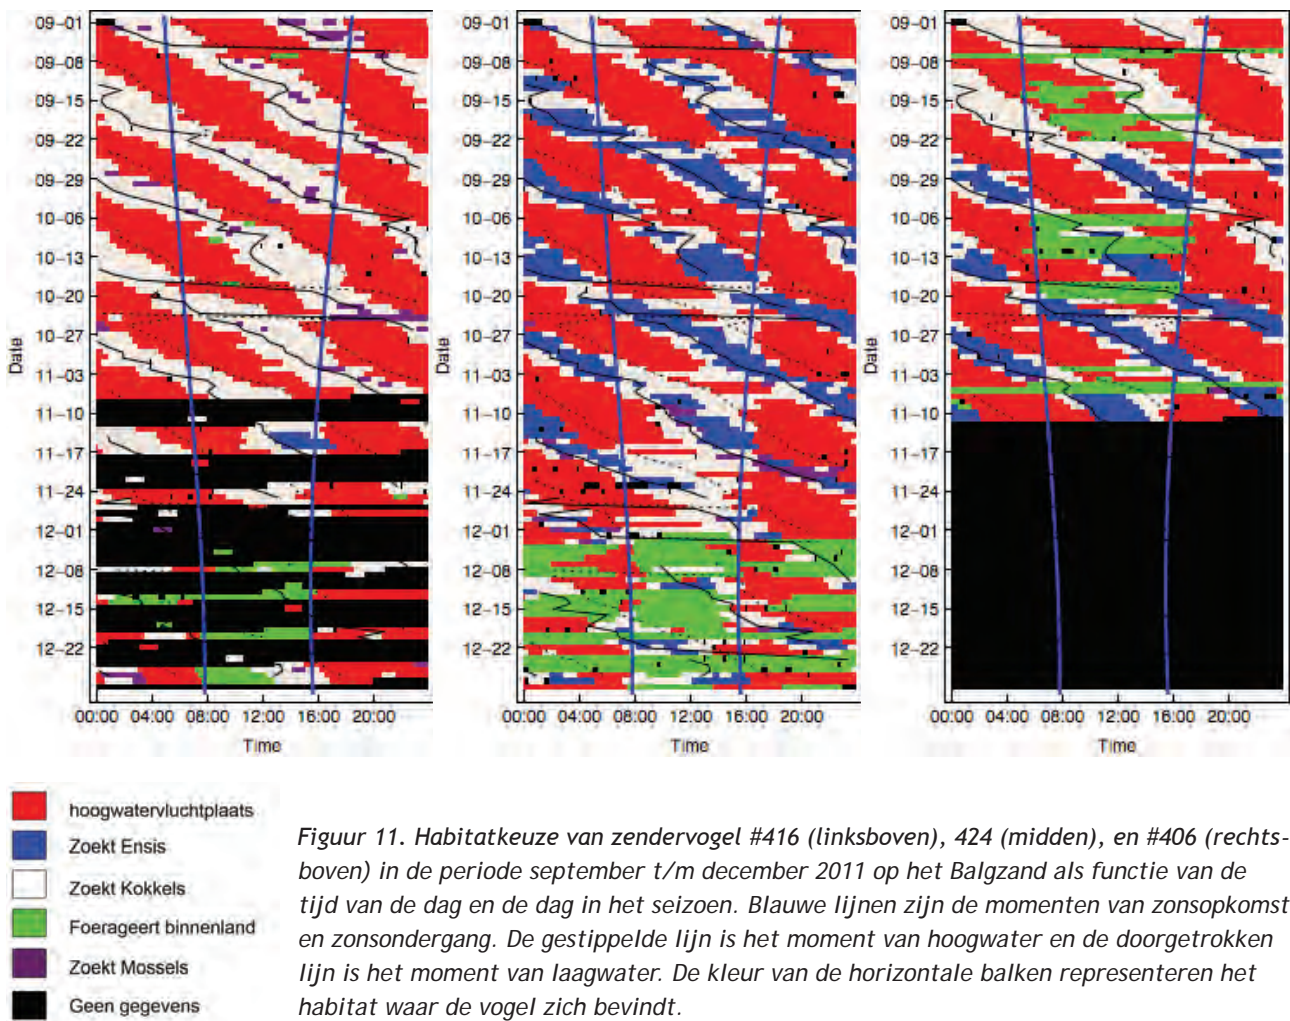 09-01
09-08
09-15
09-22
09-29
10-06
10-13
10-20
10-27
11-03
11-10
11-17
11-24
12-01
12-08
12-15
12-22
Date
00:00 04:00 08:00 12:00 16:00 20:00
Time
09-01
09-08
09-15
09-22
09-29
10-06
10-13
10-20
10-27
11-03
11-10
11-17
11-24
12-01
12-08
12-15
12-22
Date
00:00 04:00 08:00 12:00 16:00 20:00
Time
09-01
09-08
09-15
09-22
09-29
10-06
10-13
10-20
10-27
11-03
11-10
11-17
11-24
12-01
12-08
12-15
12-22
Date
00:00 04:00 08:00 12:00 16:00 20:00
Time
hoogwatervluchtplaats
Zoekt Ensis
Zoekt Kokkels
Foerageert binnenland
Zoekt Mossels
Geen gegevens
Figuur 11. Habitatkeuze van zendervogel #416 (linksboven), 424 (midden), en #406 (rechts-
boven) in de periode september t/m december 2011 op het Balgzand als functie van de
tijd van de dag en de dag in het seizoen. Blauwe lijnen zijn de momenten van zonsopkomst
en zonsondergang. De gestippelde lijn is het moment van hoogwater en de doorgetrokken
lijn is het moment van laagwater. De kleur van de horizontale balken representeren het
habitat waar de vogel zich bevindt.